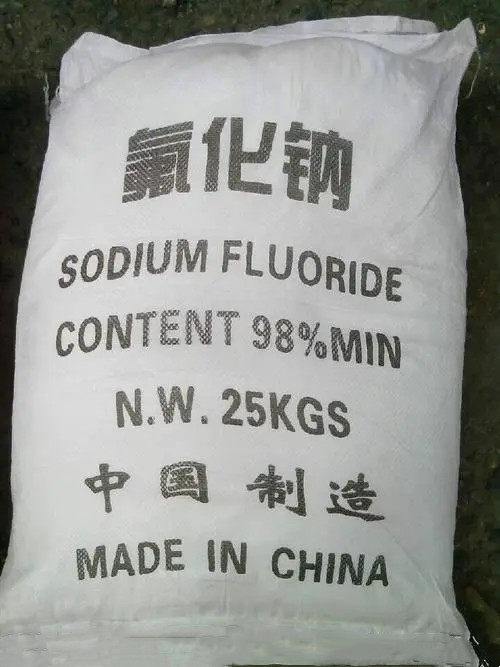 氟化钠
SODIUM FLUORIDE
CONTENT 98%MIN
N.W. 25KGS
中国制造
MADE IN CHINA